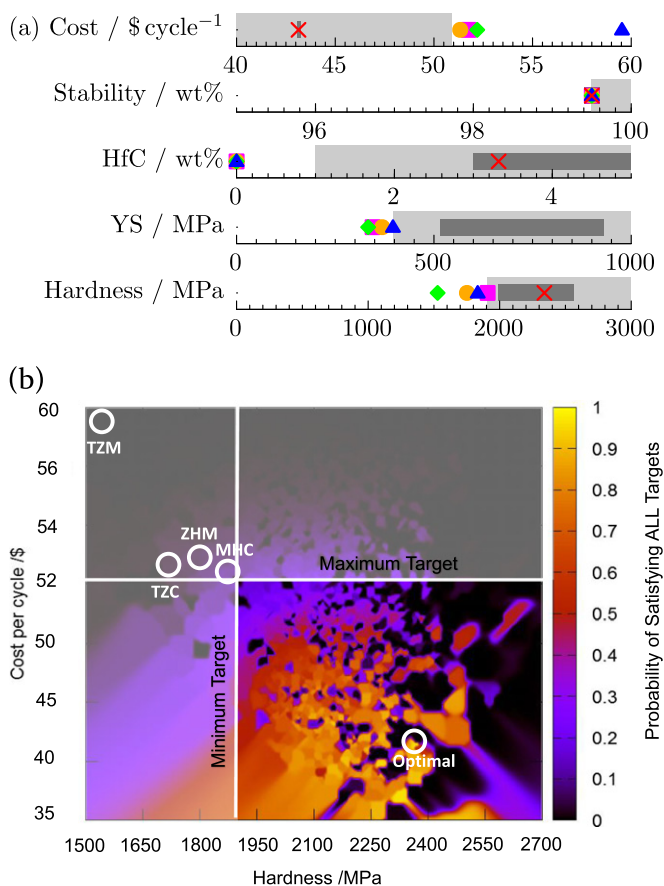 (a) Cost / $ cycle⁻¹
40 45 50 55 60
Stability / wt%
96 98 100
HfC / wt%
0 2 4
YS / MPa
0 500 1000
Hardness / MPa
0 1000 2000 3000
(b)
60
56
54
52
50
45
40
35
Cost per cycle /$
TZM
ZHM
MHC
TZC
Maximum Target
Minimum Target
Optimal
1500 1650 1800 1950 2100 2250 2400 2550 2700
Hardness /MPa
1
0.9
0.8
0.7
0.6
0.5
0.4
0.3
0.2
0.1
0
Probability of Satisfying ALL Targets